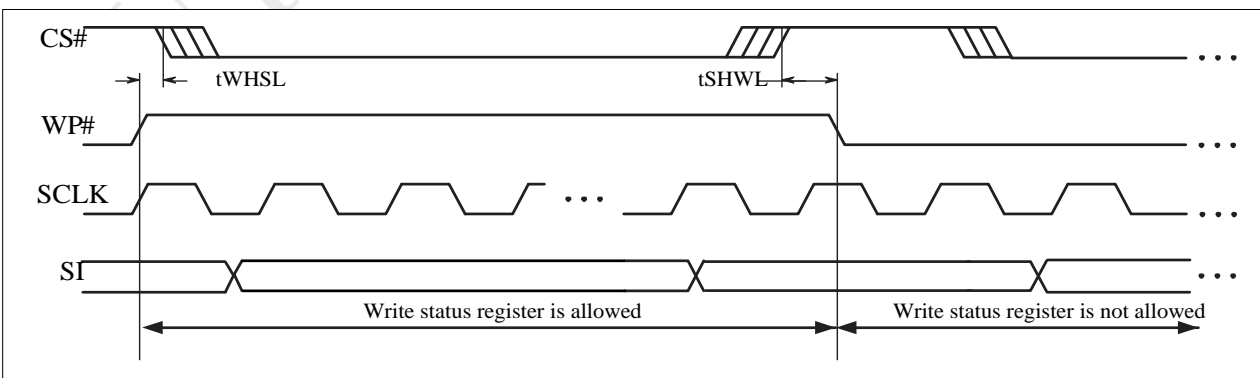 CS#
tWHSL
tSHWL
WP#
SCLK
SI
Write status register is allowed
Write status register is not allowed